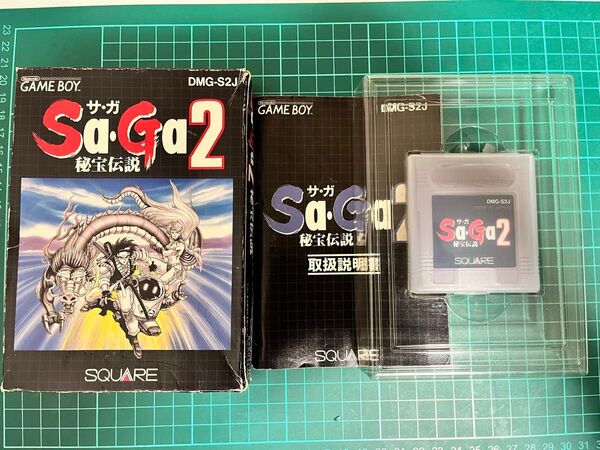 Nintendo
GAME BOY
DMG-S2J
サ・ガ
Sa・Ga2
秘宝伝説
SQUARE
GAME BOY
DMG-S2J
サ・ガ
Sa・Ga
秘宝伝説
取扱説明書
SQUARE
DMG-S2J
サ・ガ
Sa・Ga2
秘宝伝説
SQUARE